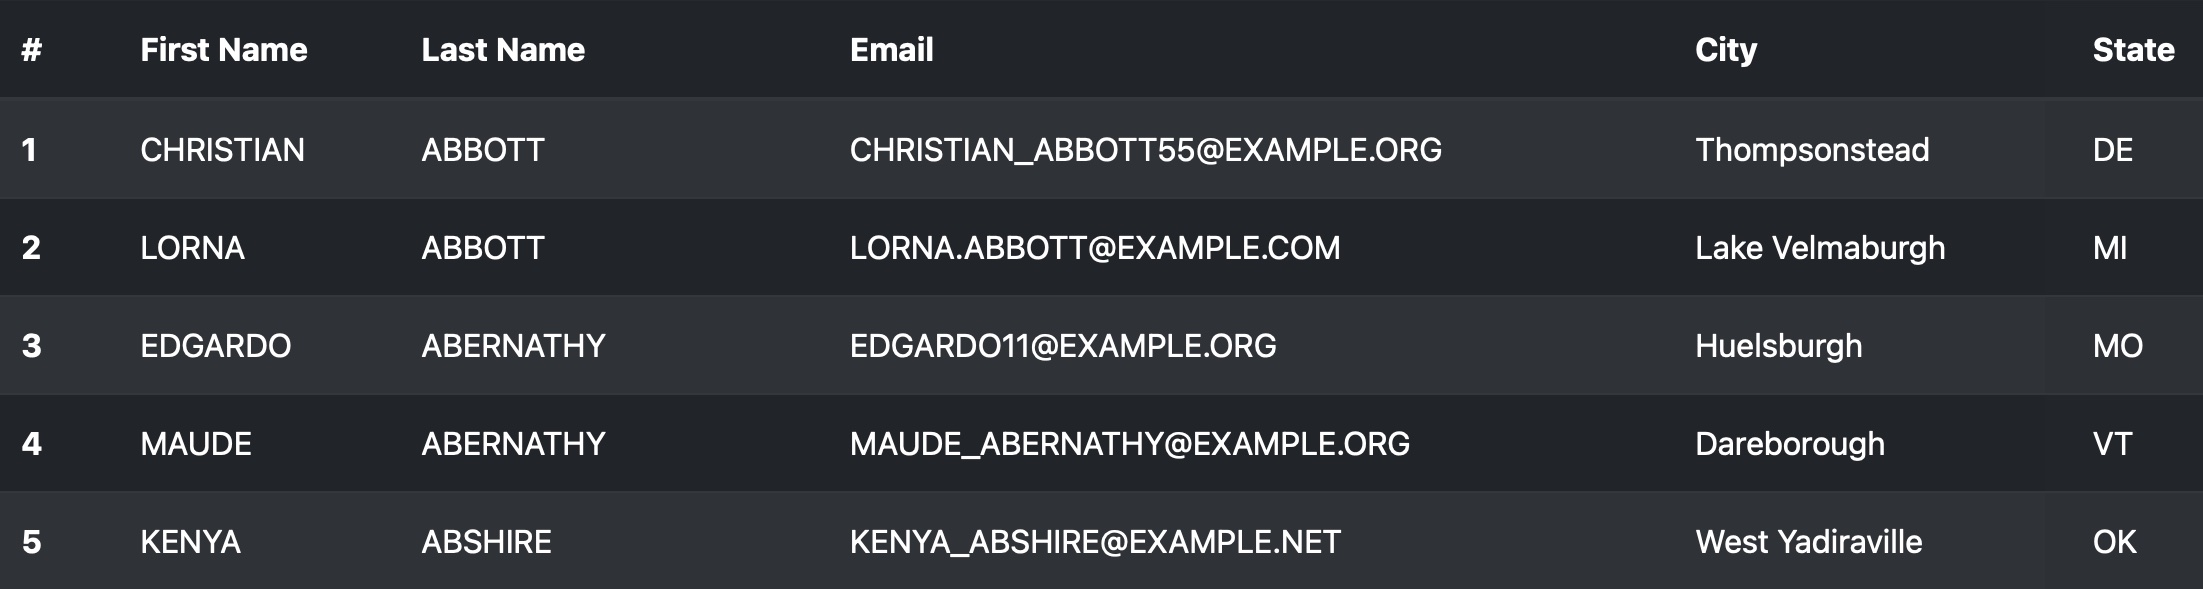 # First Name Last Name Email City State
1 CHRISTIAN ABBOTT CHRISTIAN_ABBOTT55@EXAMPLE.ORG Thompsonstead DE
2 LORNA ABBOTT LORNA.ABBOTT@EXAMPLE.COM Lake Velmaburgh MI
3 EDGARDO ABERNATHY EDGARDO11@EXAMPLE.ORG Huelsburgh MO
4 MAUDE ABERNATHY MAUDE_ABERNATHY@EXAMPLE.ORG Dareborough VT
5 KENYA ABSHIRE KENYA_ABSHIRE@EXAMPLE.NET West Yadiraville OK